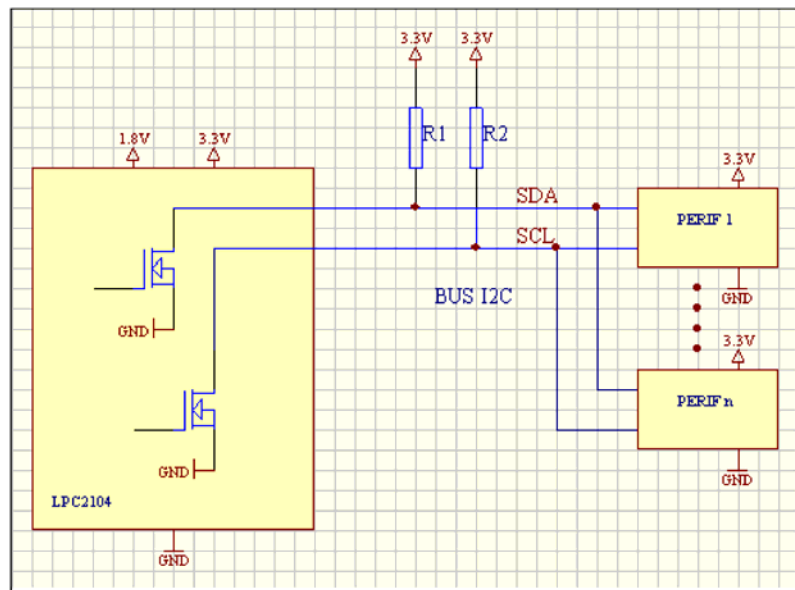 3.3V
3.3V
R1
R2
1.8V
3.3V
3.3V
SDA
PERIF 1
SCL
BUS I2C
GND
GND
3.3V
PERIF n
GND
GND
LPC2104
GND